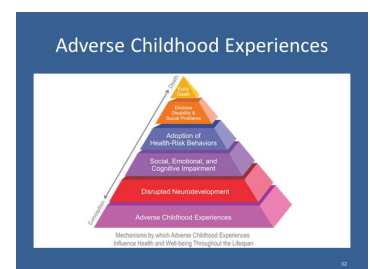 Adverse Childhood Experiences
Death
Early
Death
Disease
Disability &
Social Problems
Adoption of
Health-Risk Behaviors
Social, Emotional, and
Cognitive Impairment
Disrupted Neurodevelopment
Adverse Childhood Experiences
Conception
Mechanisms by which Adverse Childhood Experiences
Influence Health and Well-being Throughout the Lifespan
52